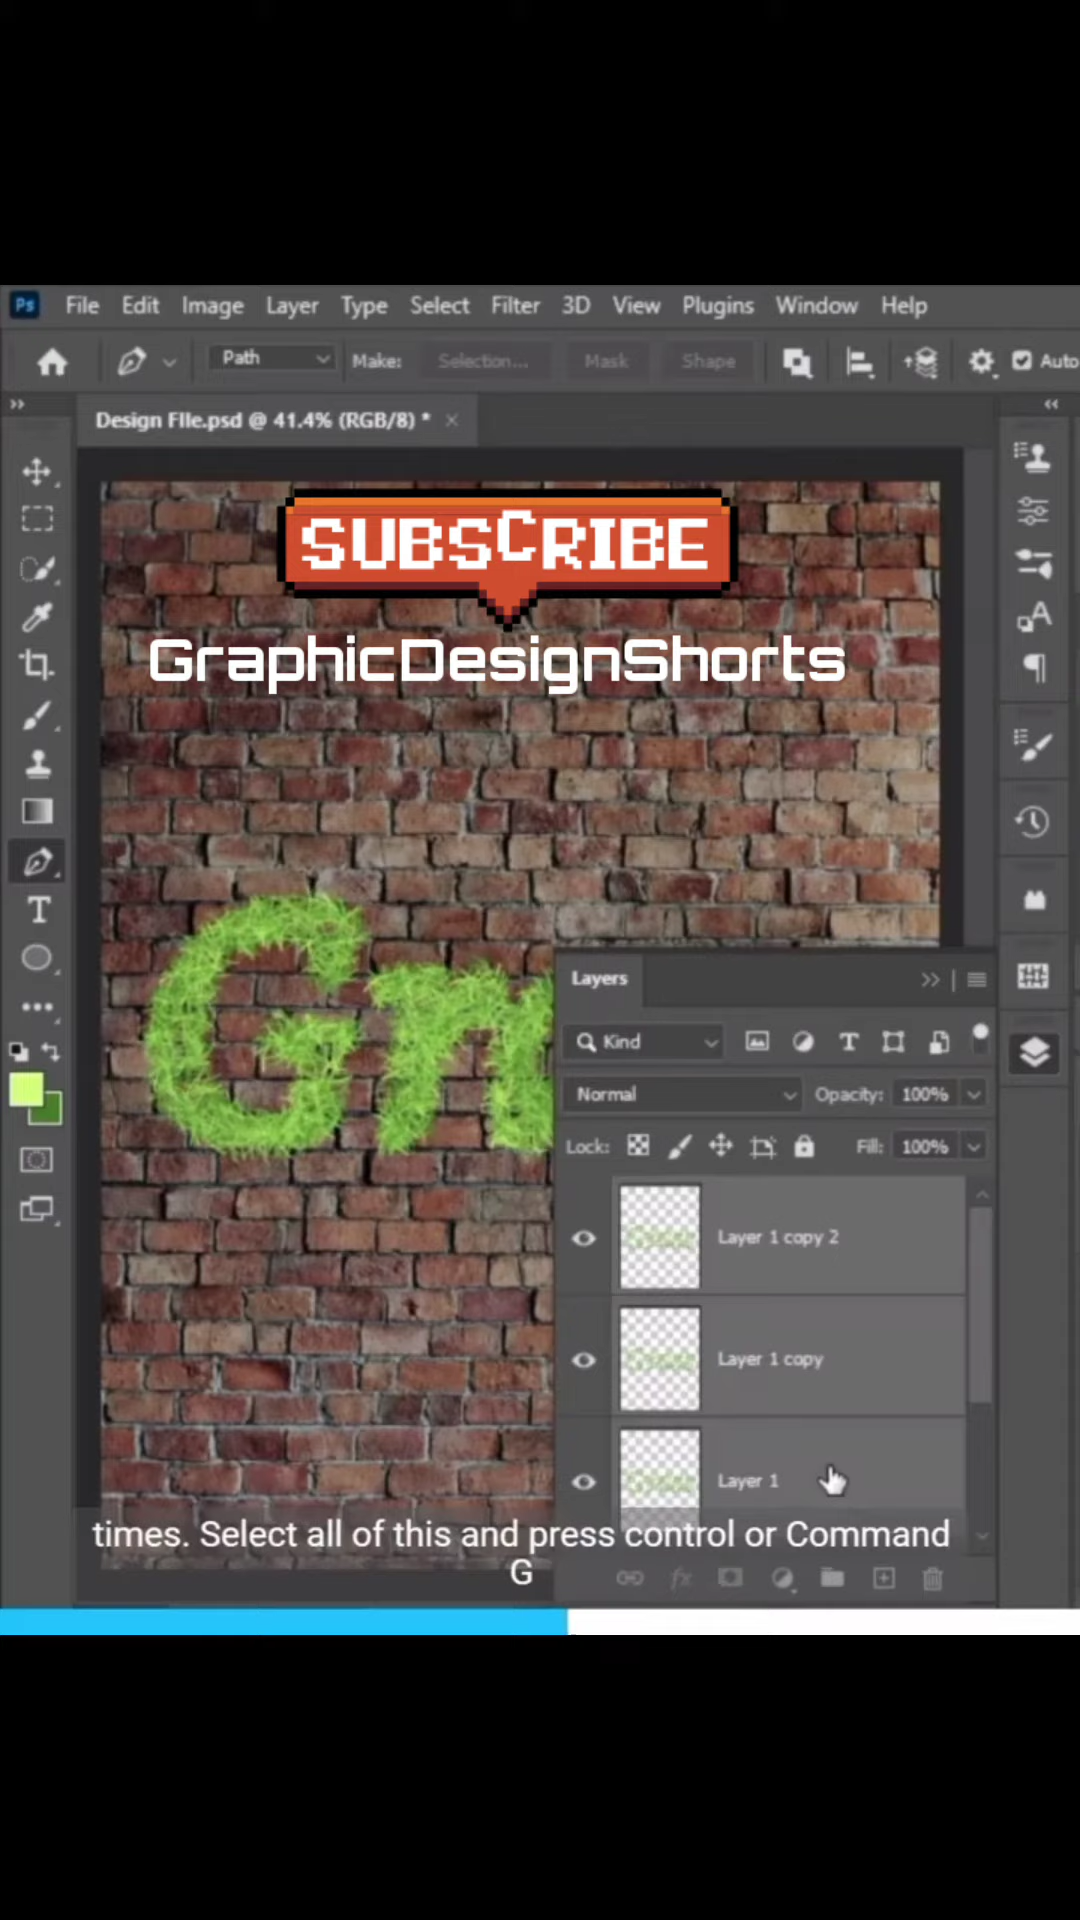 Ps File Edit Image Layer Type Select Filter 3D View Plugins Window Help
Path Make: Selection... Mask Shape Auto
Design FIle.psd @ 41.4% (RGB/8) *
SUBSCRIBE
GraphicDesignShorts
Layers
Kind
Normal Opacity: 100%
Lock: Fill: 100%
Layer 1 copy 2
Layer 1 copy
Layer 1
times. Select all of this and press control or Command
G